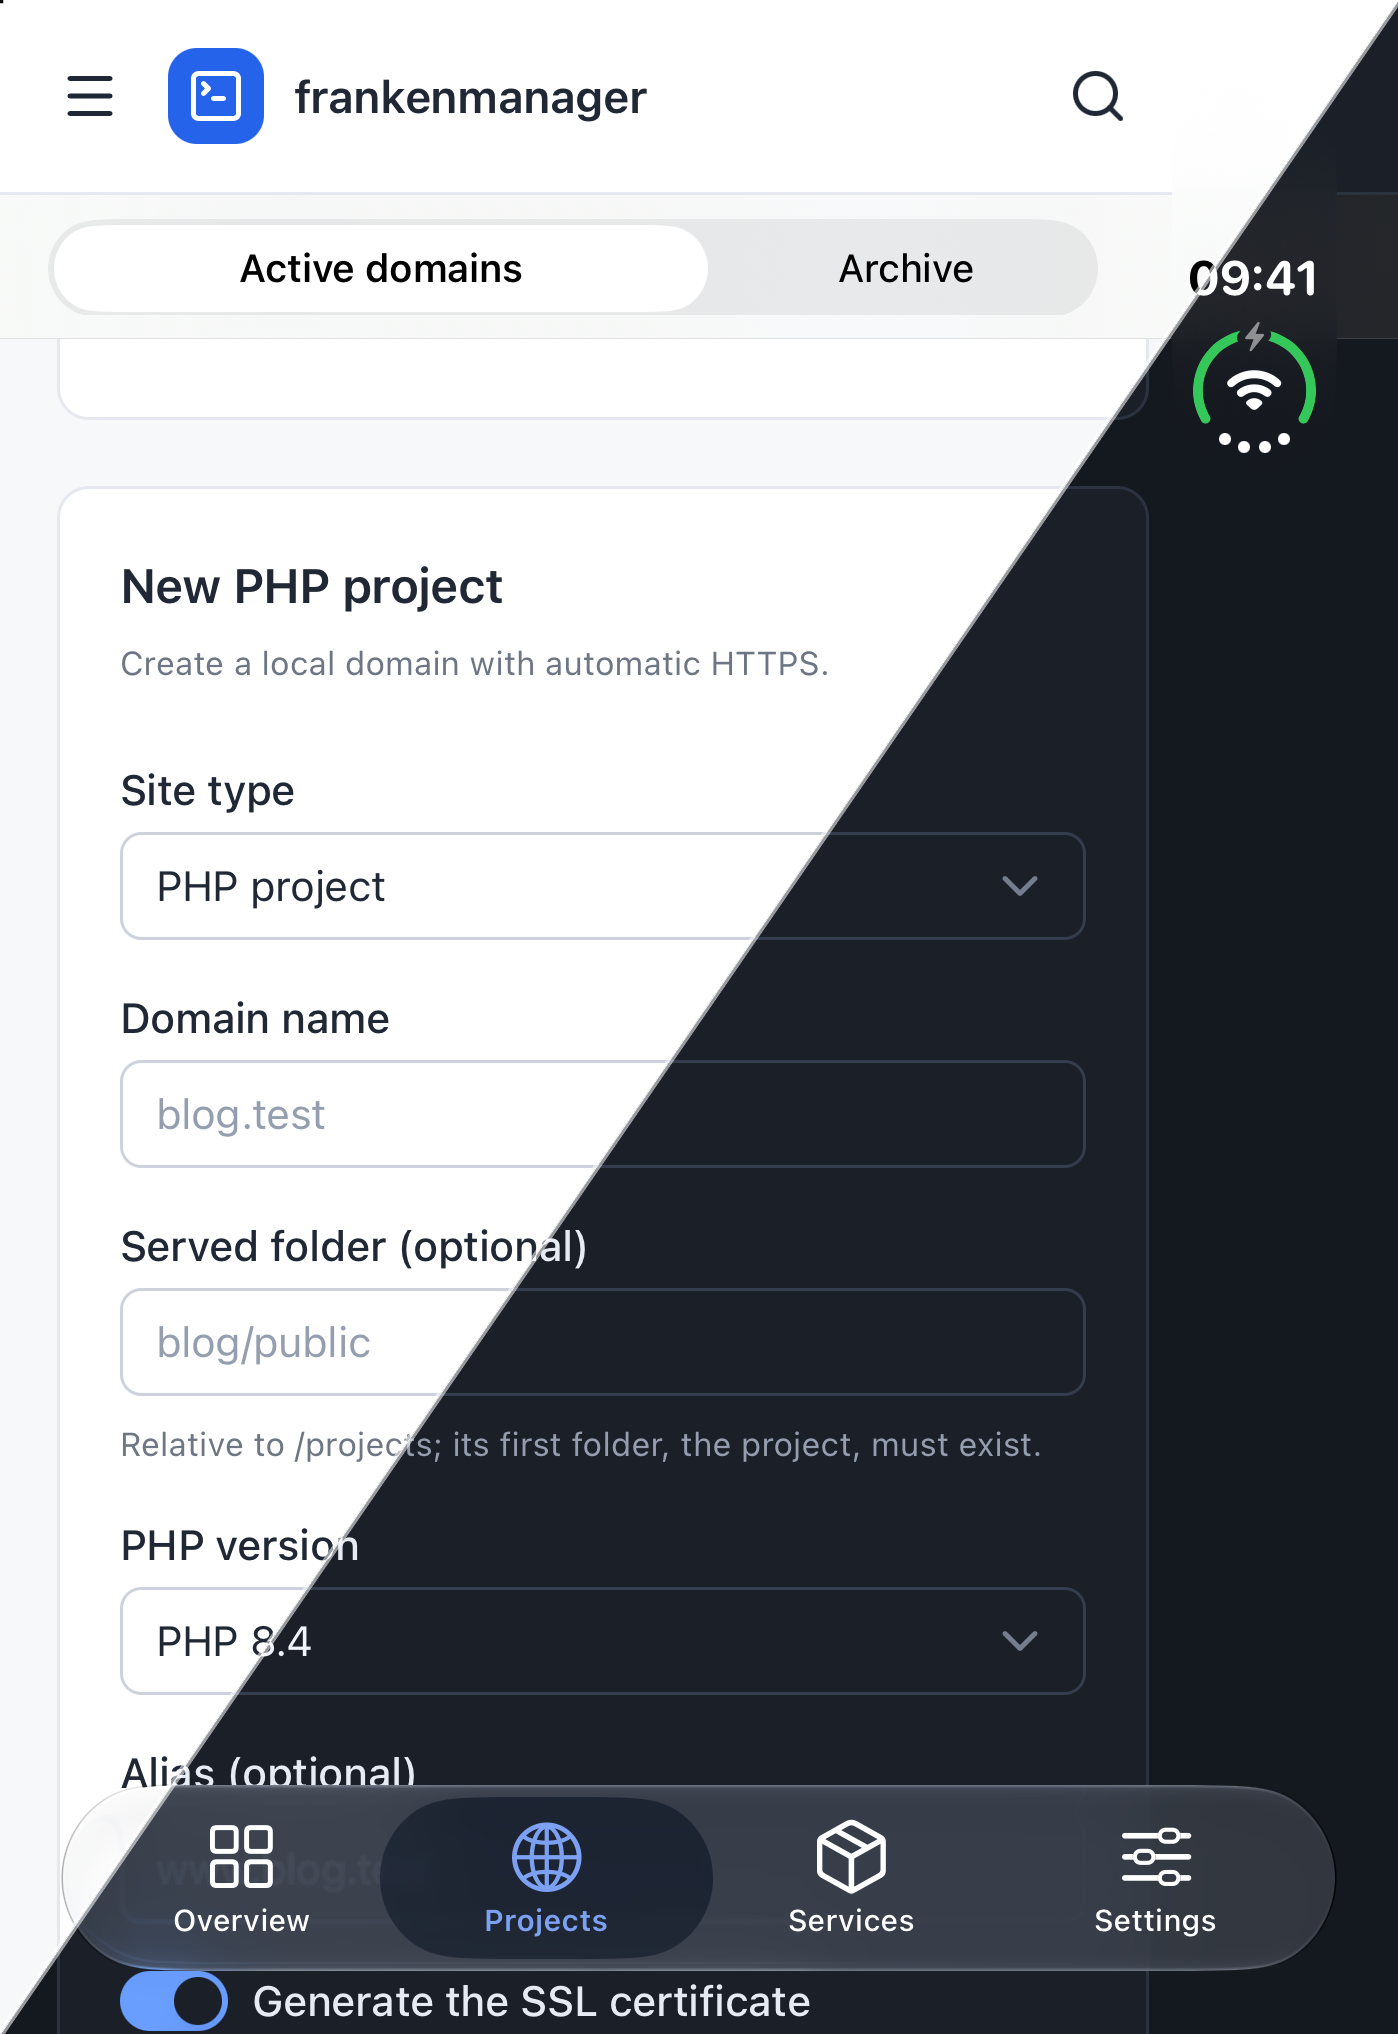 frankenmanager
Active domains
Archive
09:41
New PHP project
Create a local domain with automatic HTTPS.
Site type
PHP project
Domain name
blog.test
Served folder (optional)
blog/public
Relative to /projects; its first folder, the project, must exist.
PHP version
PHP 8.4
Alias (optional)
Overview
Projects
Services
Settings
Generate the SSL certificate